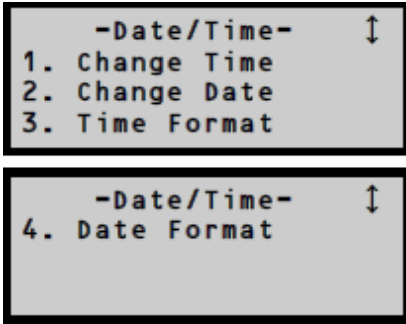 -Date/Time- ↕
1. Change Time
2. Change Date
3. Time Format
-Date/Time- ↕
4. Date Format